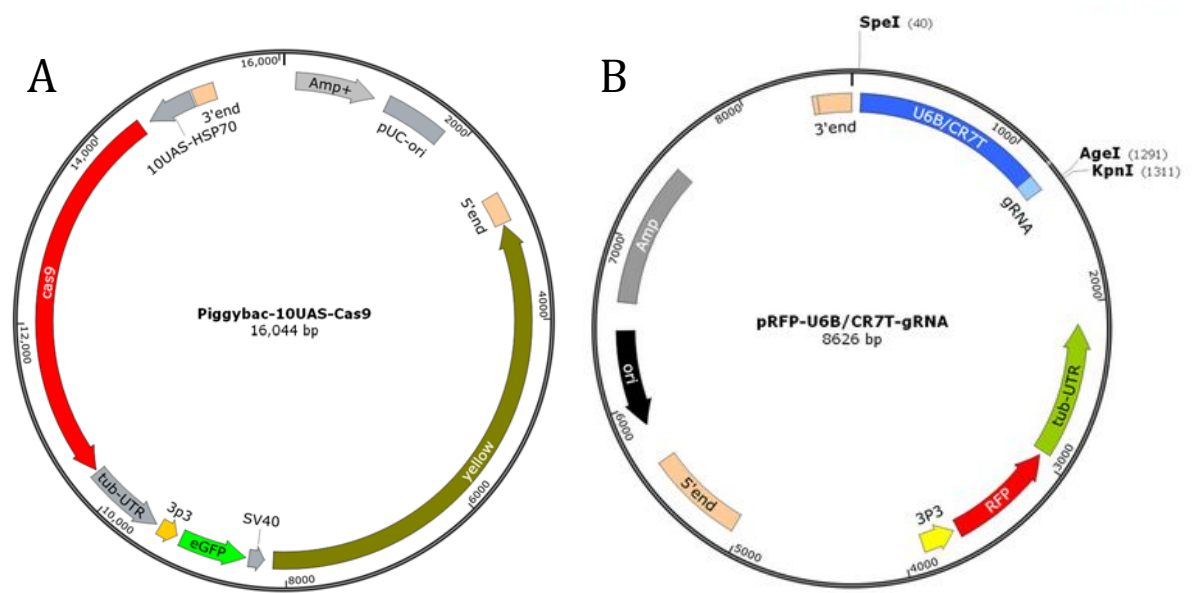 A
16,000
Amp+
pUC-ori
2000
5'end
4000
yellow
6000
8000
SV40
eGFP
3p3
10,000
tub-UTR
12,000
cas9
14,000
10UAS-HSP70
3'end
Piggybac-10UAS-Cas9
16,044 bp
B
SpeI (40)
U6B/CR7T
1000
AgeI (1291)
KpnI (1311)
gRNA
2000
tub-UTR
3000
RFP
3P3
4000
5000
5'end
6000
ori
7000
Amp
8000
3'end
pRFP-U6B/CR7T-gRNA
8626 bp